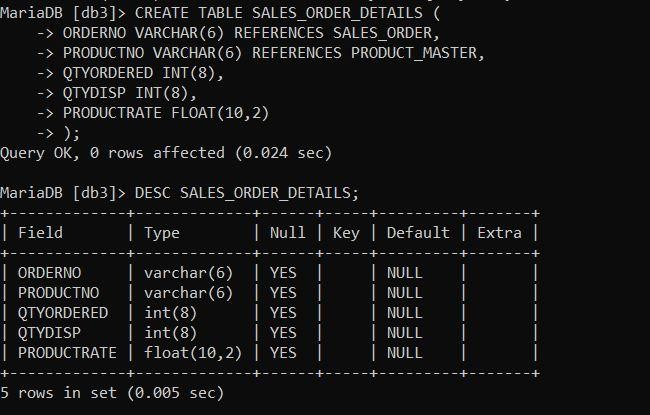 MariaDB [db3]> CREATE TABLE SALES_ORDER_DETAILS (
    -> ORDERNO VARCHAR(6) REFERENCES SALES_ORDER,
    -> PRODUCTNO VARCHAR(6) REFERENCES PRODUCT_MASTER,
    -> QTYORDERED INT(8),
    -> QTYDISP INT(8),
    -> PRODUCTRATE FLOAT(10,2)
    -> );
Query OK, 0 rows affected (0.024 sec)

MariaDB [db3]> DESC SALES_ORDER_DETAILS;
+-------------+-------------+------+-----+---------+-------+
| Field       | Type        | Null | Key | Default | Extra |
+-------------+-------------+------+-----+---------+-------+
| ORDERNO     | varchar(6)  | YES  |     | NULL    |       |
| PRODUCTNO   | varchar(6)  | YES  |     | NULL    |       |
| QTYORDERED  | int(8)      | YES  |     | NULL    |       |
| QTYDISP     | int(8)      | YES  |     | NULL    |       |
| PRODUCTRATE | float(10,2) | YES  |     | NULL    |       |
+-------------+-------------+------+-----+---------+-------+
5 rows in set (0.005 sec)